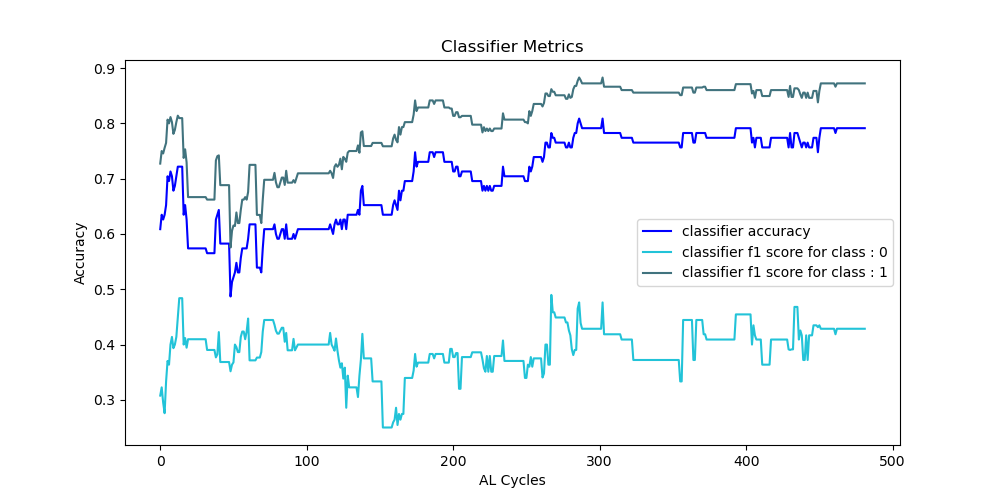 Classifier Metrics
0.9
0.8
0.7
0.6
0.5
0.4
0.3
Accuracy
classifier accuracy
classifier f1 score for class : 0
classifier f1 score for class : 1
0 100 200 300 400 500
AL Cycles